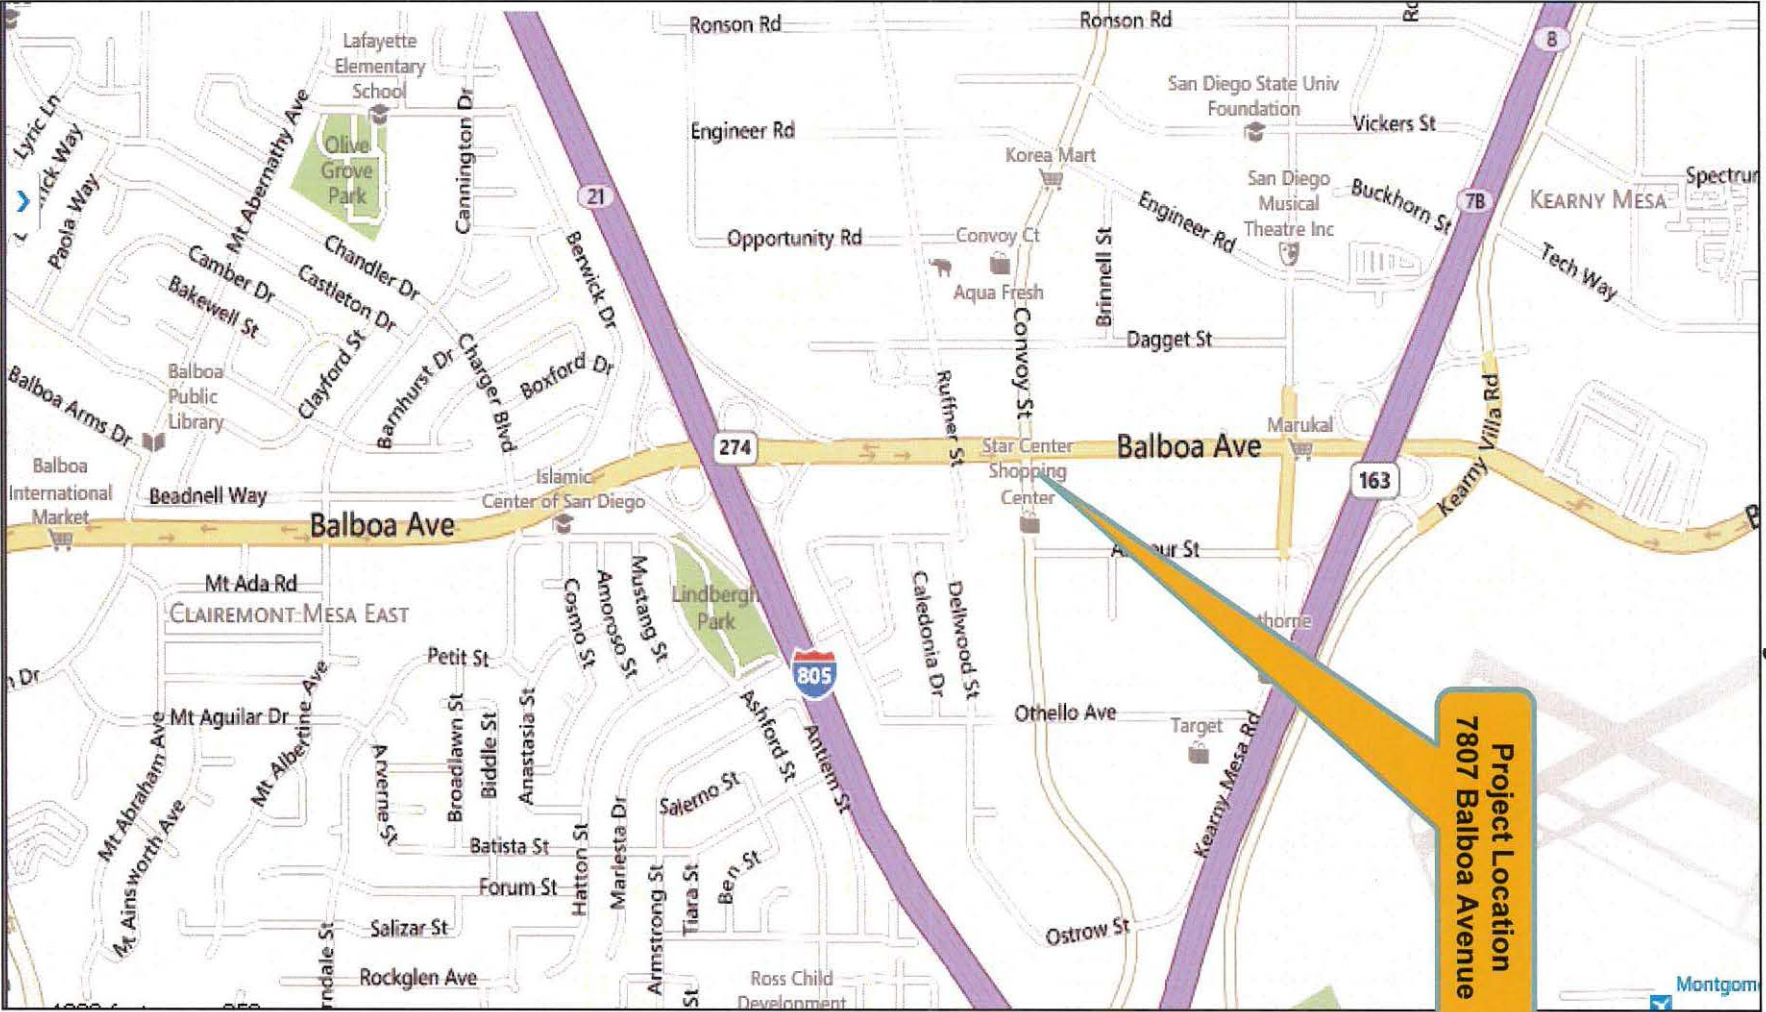 Ronson Rd
Ronson Rd
8
Lafayette
Elementary
School
San Diego State Univ
Foundation
Lyric Ln
Mt Abernathy Ave
Cannington Dr
Engineer Rd
Vickers St
Olive
Grove
Park
Korea Mart
Paola Way
21
San Diego
Musical
Theatre Inc
Buckhorn St
7B
KEARNY MESA
Engineer Rd
Opportunity Rd
Convoy Ct
Brinnell St
Berwick Dr
Chandler Dr
Camber Dr
Castleton Dr
Bakewell St
Aqua Fresh
Tech Way
Convoy St
Dagget St
Clayford St
Barnhurst Dr
Charger Blvd
Boxford Dr
Balboa
Public
Library
Balboa Arms Dr
Ruffner St
Kearny Villa Rd
Marukai
274
Star Center
Shopping
Center
Balboa Ave
163
Balboa
International
Market
Beadnell Way
Islamic
Center of San Diego
Balboa Ave
Mt Ada Rd
CLAIREMONT MESA EAST
Cosmo St
Amoroso St
Mustang St
Lindbergh
Park
Caledonia Dr
Dellwood St
thorne
Petit St
805
Mt Aguilar Dr
Mt Albertine Ave
Broadlawn St
Biddle St
Anastasia St
Ashford St
Antiem St
Othello Ave
Target
Kearny Mesa Rd
Project Location
7807 Balboa Avenue
Mt Abraham Ave
Mt Ainsworth Ave
Arverne St
Salerno St
Batista St
Hatton St
Marlesta Dr
Forum St
Armstrong St
Tiara St
Ben St
Salizar St
Ostrow St
Rockglen Ave
Ross Child
Development